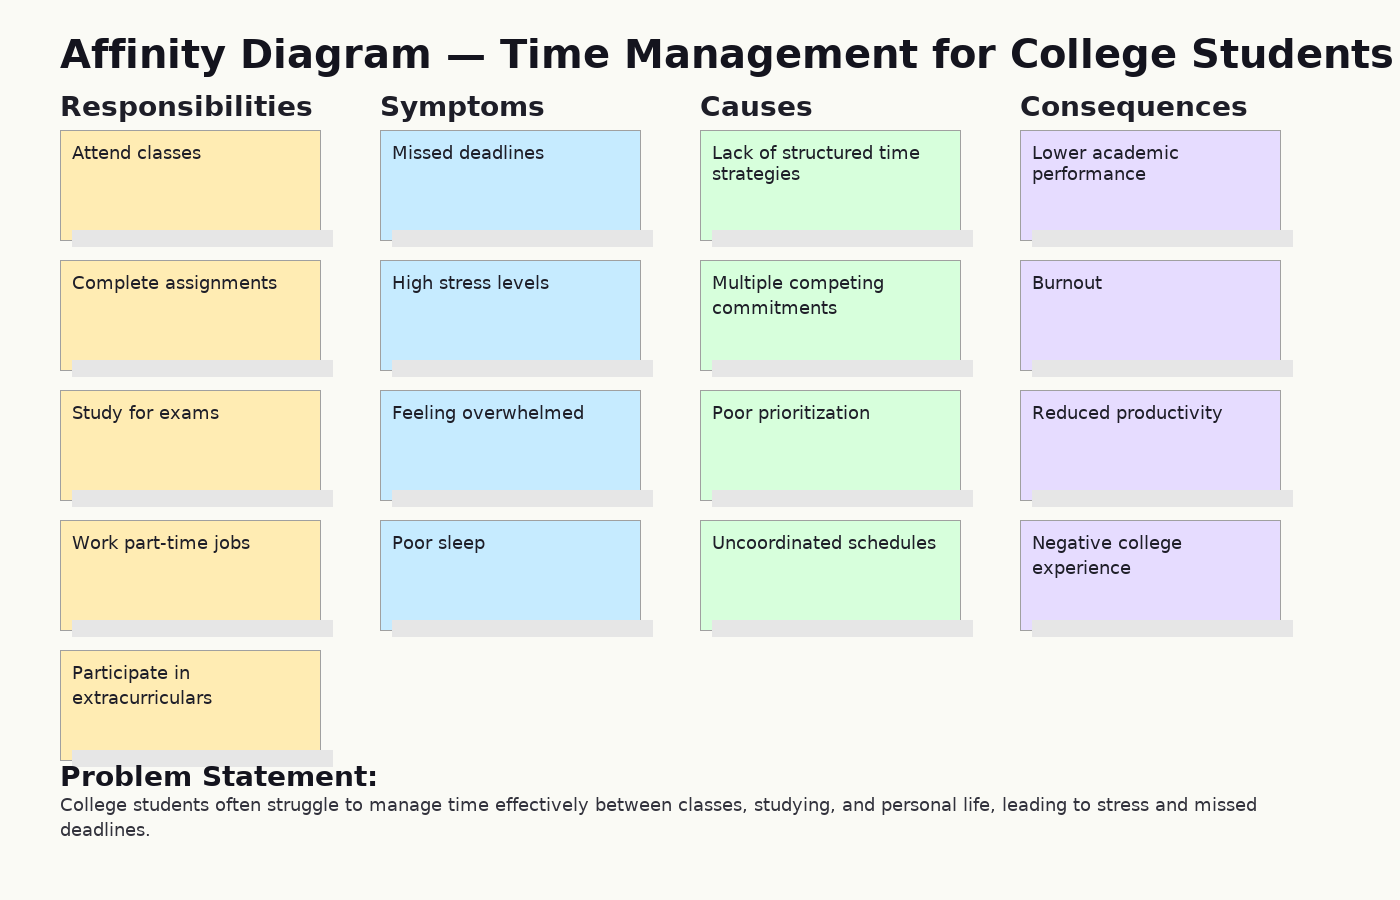 Affinity Diagram — Time Management for College Students
Responsibilities
Attend classes
Complete assignments
Study for exams
Work part-time jobs
Participate in
extracurriculars
Symptoms
Missed deadlines
High stress levels
Feeling overwhelmed
Poor sleep
Causes
Lack of structured time
strategies
Multiple competing
commitments
Poor prioritization
Uncoordinated schedules
Consequences
Lower academic
performance
Burnout
Reduced productivity
Negative college
experience
Problem Statement:
College students often struggle to manage time effectively between classes, studying, and personal life, leading to stress and missed
deadlines.